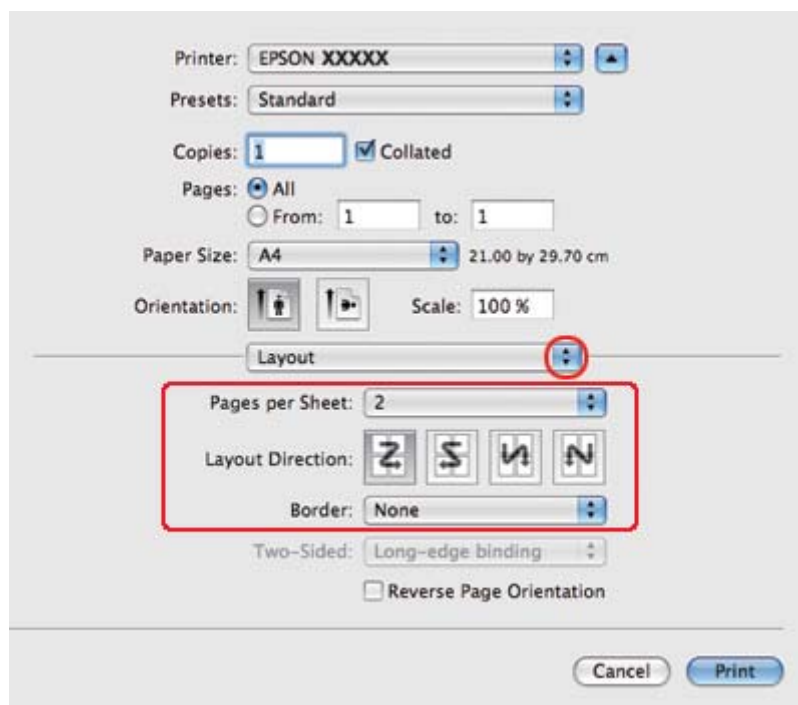 Printer: EPSON XXXXX
Presets: Standard
Copies: 1 Collated
Pages: All
From: 1 to: 1
Paper Size: A4 21.00 by 29.70 cm
Orientation: Scale: 100 %
Layout
Pages per Sheet: 2
Layout Direction:
Border: None
Two-Sided: Long-edge binding
Reverse Page Orientation
Cancel Print